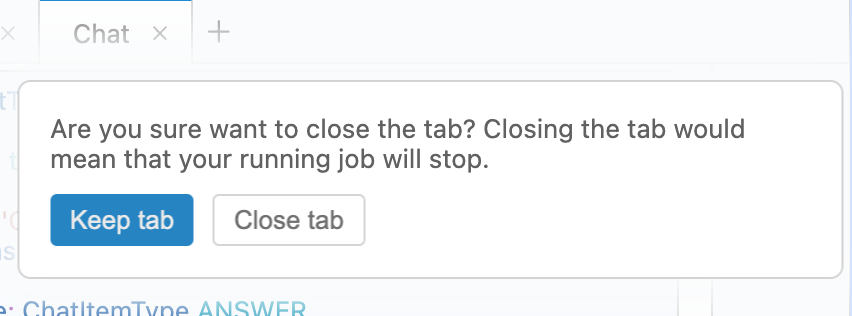 Chat
Are you sure want to close the tab? Closing the tab would
mean that your running job will stop.
Keep tab
Close tab
: ChatItemType.ANSWER